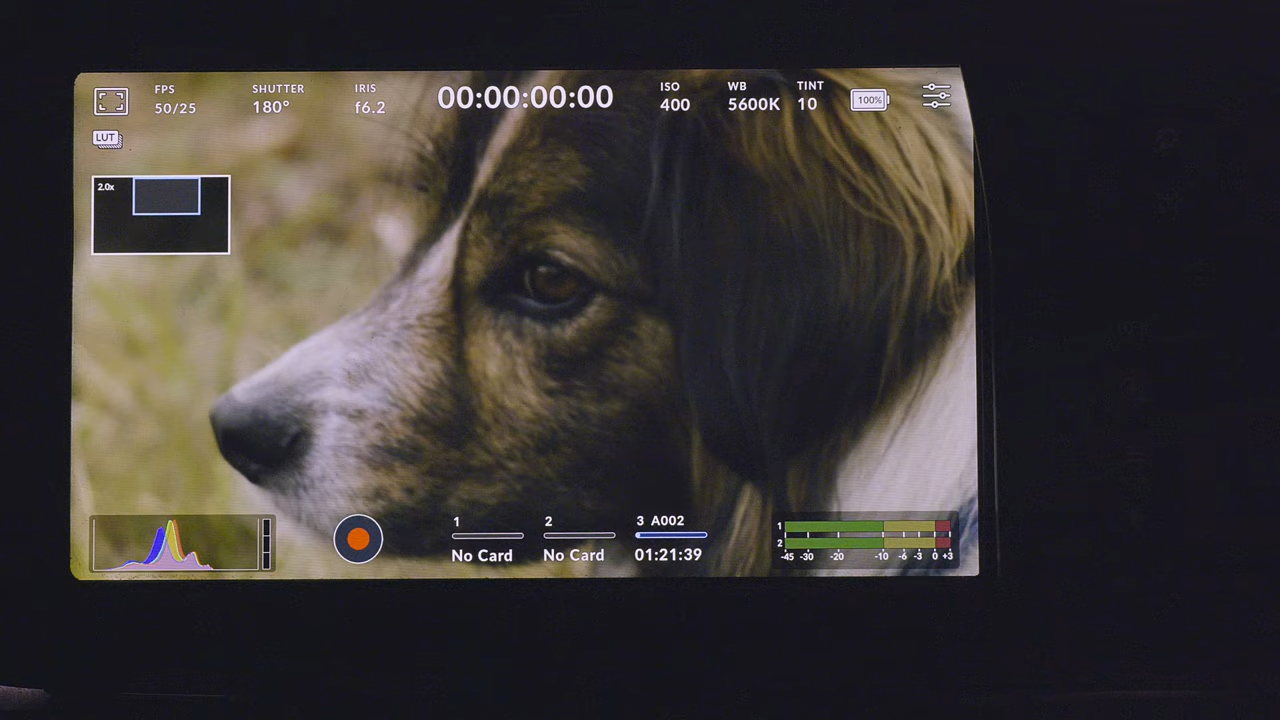 FPS
50/25
SHUTTER
180°
IRIS
f6.2
00:00:00:00
ISO
400
WB
5600K
TINT
10
100%
LUT
2.0x
1
No Card
2
No Card
3 A002
01:21:39
1
2
-45 -30 -20 -10 -6 -3 0 +3